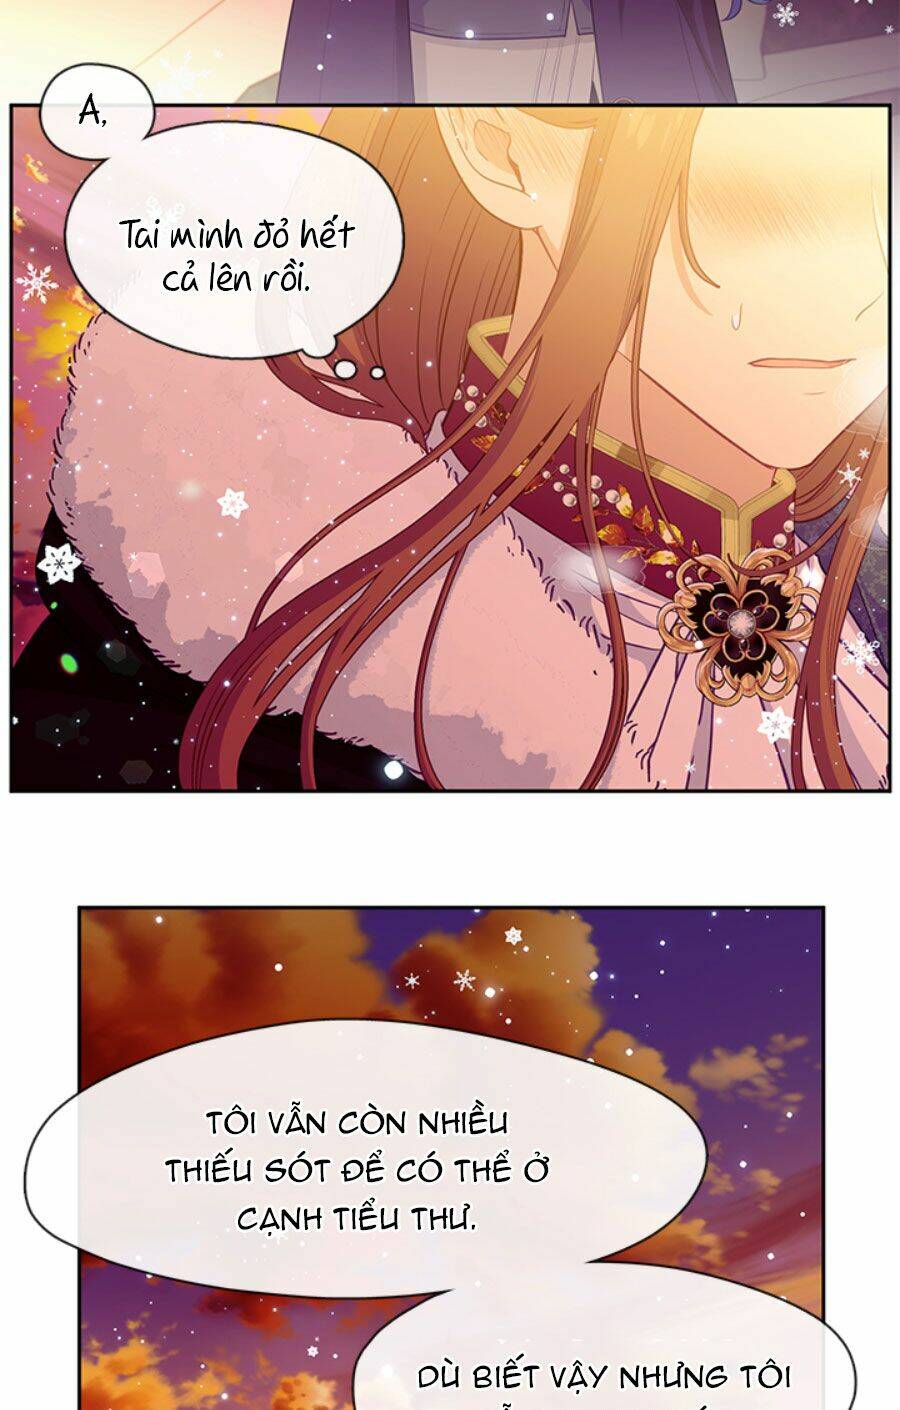 A,
Tai mình đỏ hết
cả lên rồi.
TÔI VẪN CÒN NHIỀU
THIẾU SÓT ĐỂ CÓ THỂ Ở
CẠNH TIỂU THƯ.
DÙ BIẾT VẬY NHƯNG TÔI